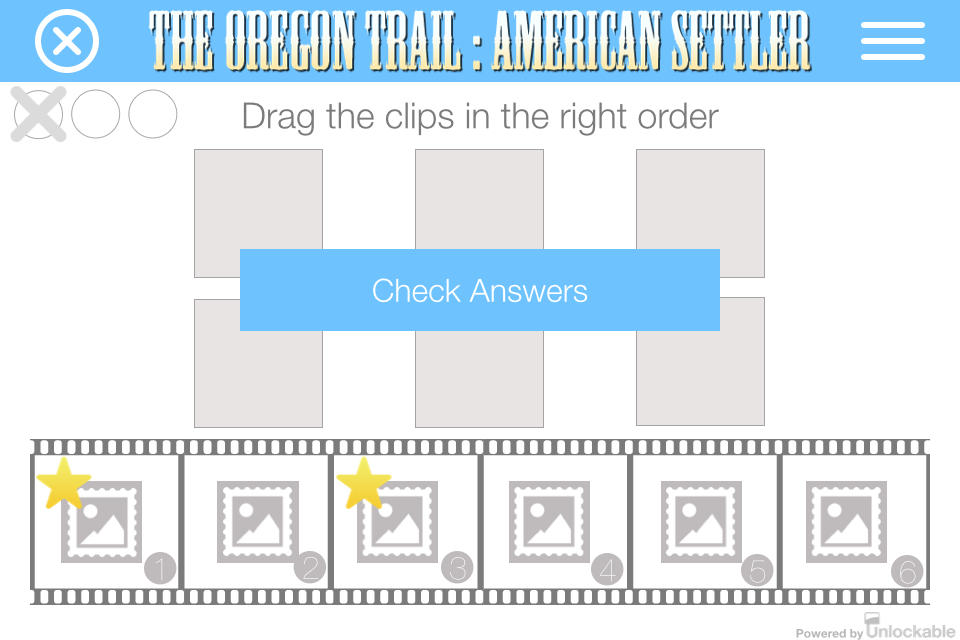 THE OREGON TRAIL : AMERICAN SETTLER
Drag the clips in the right order
Check Answers
1 2 3 4 5 6
Powered by Unlockable